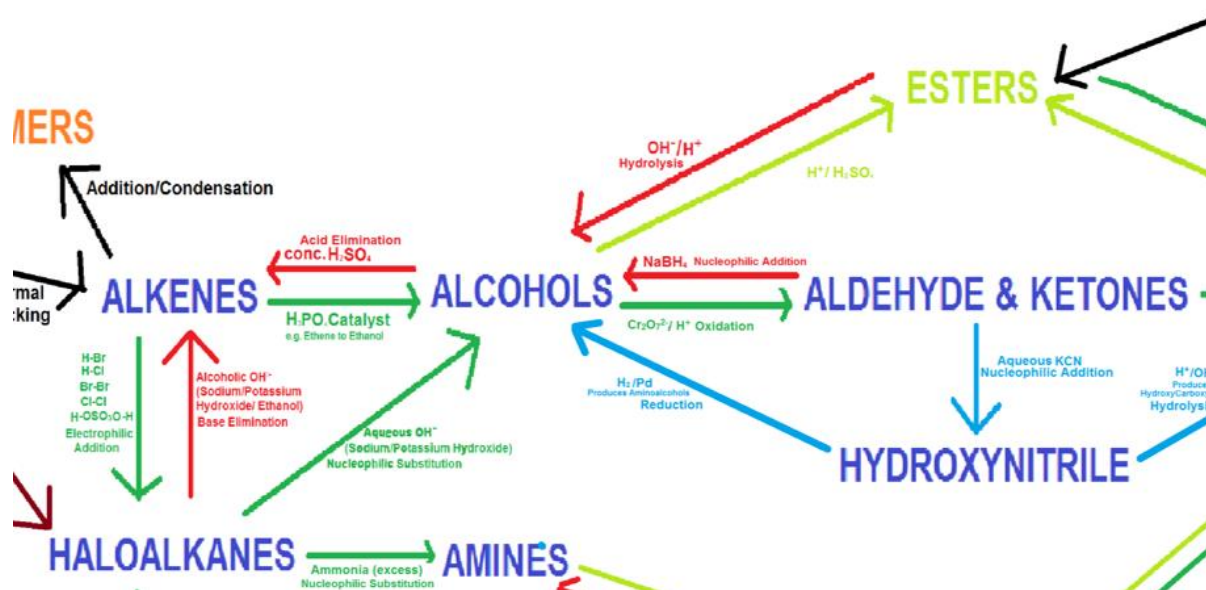 ESTERS
MERS
OH⁻/H⁺
Hydrolysis
H⁺/ H₂SO₄
Addition/Condensation
Acid Elimination
conc. H₂SO₄
NaBH₄ Nucleophilic Addition
ALKENES
ALCOHOLS
ALDEHYDE & KETONES
rmal
cking
H₃PO₄ Catalyst
e.g. Ethene to Ethanol
Cr₂O₇²⁻/ H⁺ Oxidation
H-Br
H-Cl
Br-Br
Cl-Cl
H-OSO₃O-H
Electrophilic
Addition
Alcoholic OH⁻
(Sodium/Potassium
Hydroxide/ Ethanol)
Base Elimination
Aqueous OH⁻
(Sodium/Potassium Hydroxide)
Nucleophilic Substitution
H₂ /Pd
Produces Aminoalcohols
Reduction
Aqueous KCN
Nucleophilic Addition
H⁺/OH
Produce
HydroxyCarboxy
Hydrolysis
HYDROXYNITRILE
HALOALKANES
Ammonia (excess)
Nucleophilic Substitution
AMINES